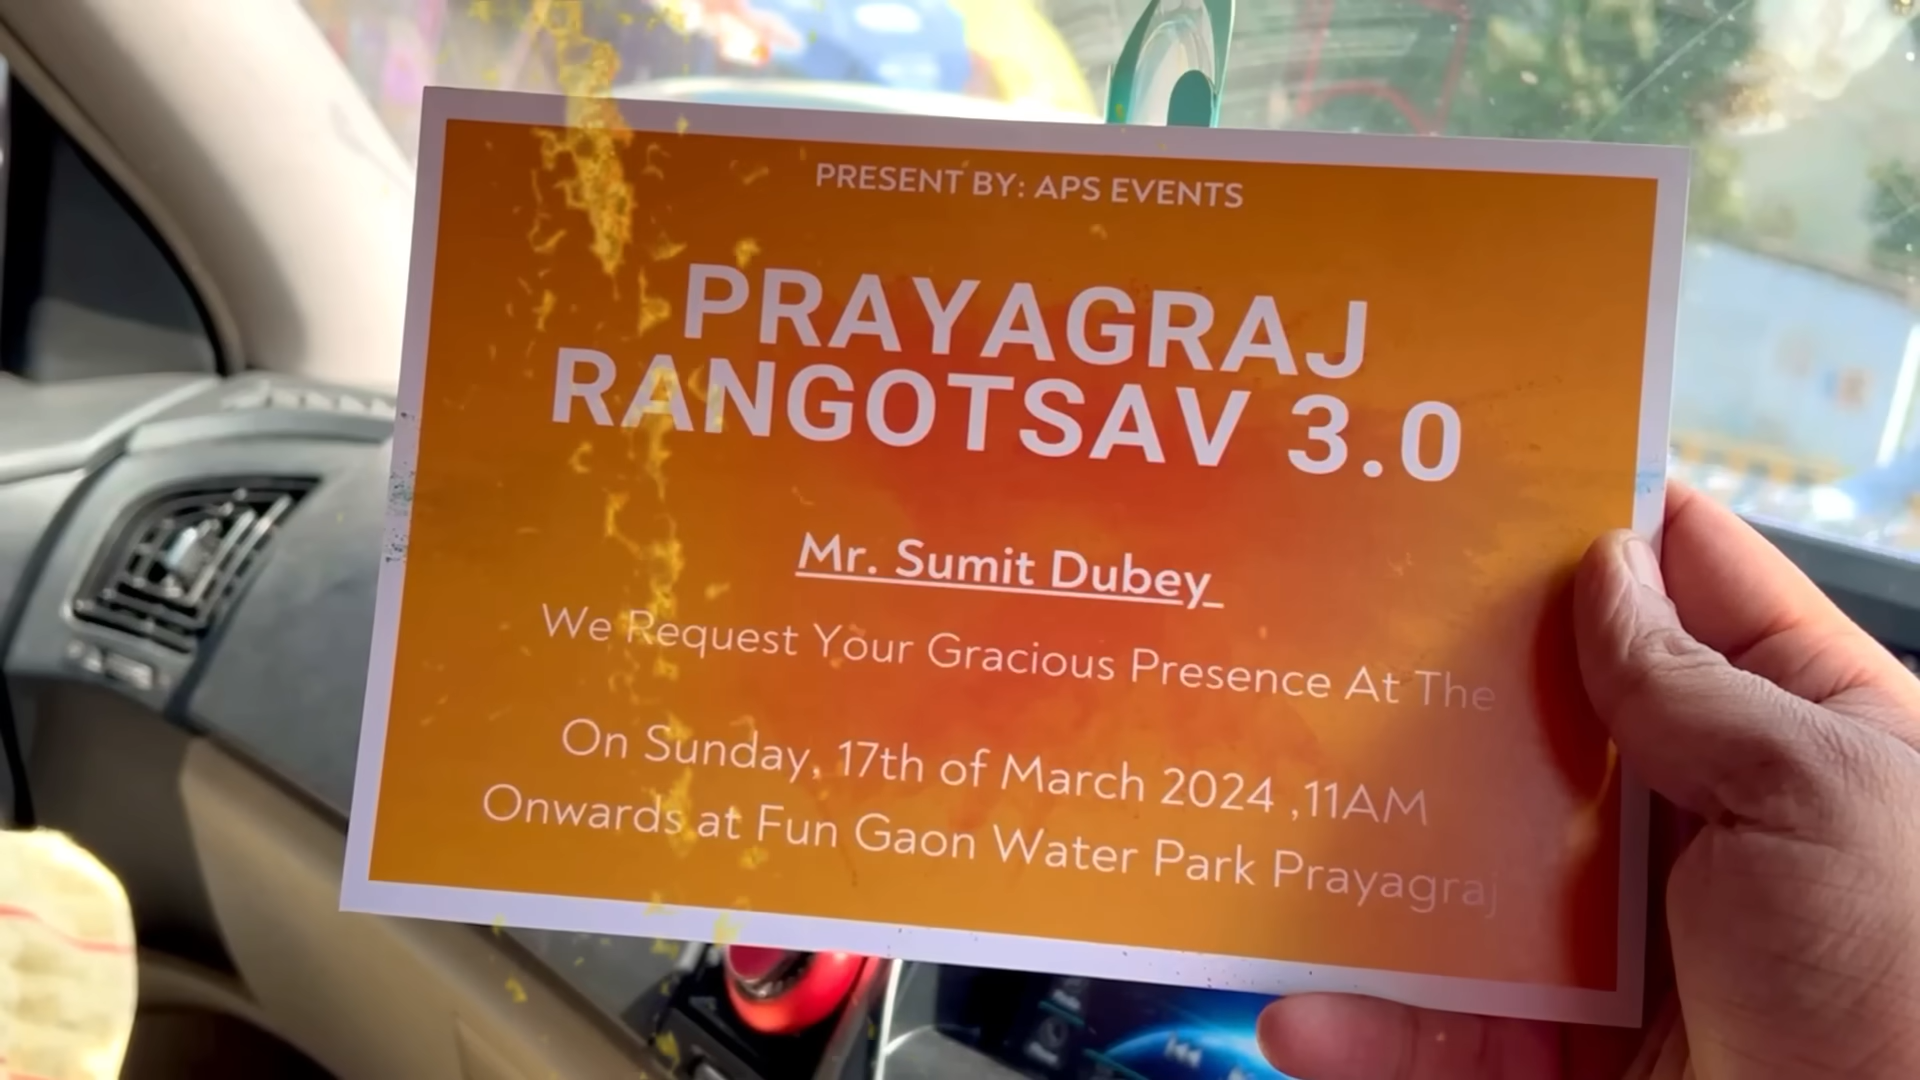 PRESENT BY: APS EVENTS
PRAYAGRAJ
RANGOTSAV 3.0
Mr. Sumit Dubey_
We Request Your Gracious Presence At The
On Sunday, 17th of March 2024 ,11AM
Onwards at Fun Gaon Water Park Prayagraj